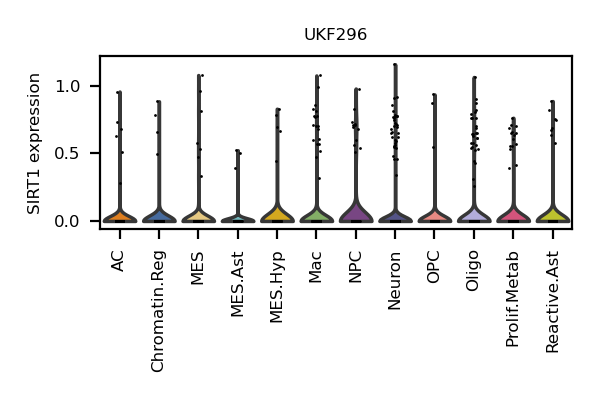 UKF296
SIRT1 expression
1.0
0.5
0.0
AC
Chromatin.Reg
MES
MES.Ast
MES.Hyp
Mac
NPC
Neuron
OPC
Oligo
Prolif.Metab
Reactive.Ast